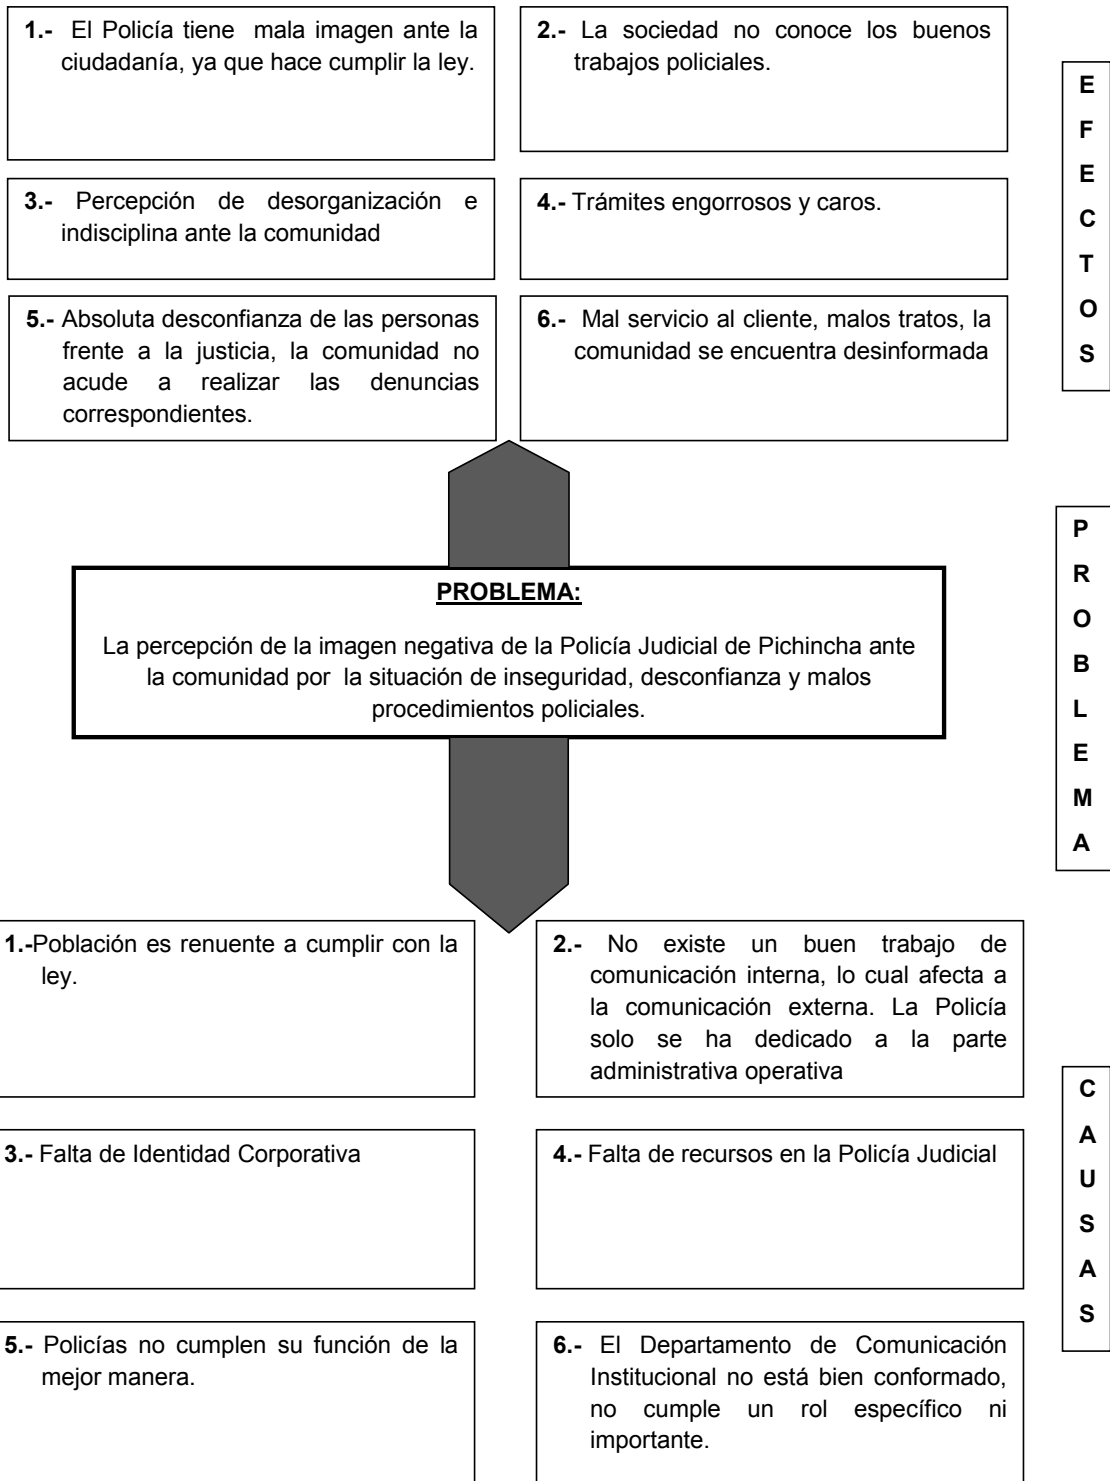 1.- El Policía tiene mala imagen ante la
ciudadanía, ya que hace cumplir la ley.
2.- La sociedad no conoce los buenos
trabajos policiales.
3.- Percepción de desorganización e
indisciplina ante la comunidad
4.- Trámites engorrosos y caros.
5.- Absoluta desconfianza de las personas
frente a la justicia, la comunidad no
acude a realizar las denuncias
correspondientes.
6.- Mal servicio al cliente, malos tratos, la
comunidad se encuentra desinformada
E
F
E
C
T
O
S
PROBLEMA:
La percepción de la imagen negativa de la Policía Judicial de Pichincha ante
la comunidad por la situación de inseguridad, desconfianza y malos
procedimientos policiales.
P
R
O
B
L
E
M
A
1.-Población es renuente a cumplir con la
ley.
2.- No existe un buen trabajo de
comunicación interna, lo cual afecta a
la comunicación externa. La Policía
solo se ha dedicado a la parte
administrativa operativa
3.- Falta de Identidad Corporativa
4.- Falta de recursos en la Policía Judicial
5.- Policías no cumplen su función de la
mejor manera.
6.- El Departamento de Comunicación
Institucional no está bien conformado,
no cumple un rol específico ni
importante.
C
A
U
S
A
S